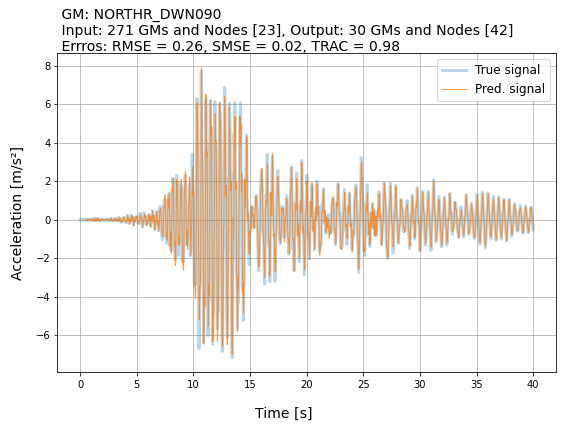 GM: NORTHR_DWN090
Input: 271 GMs and Nodes [23], Output: 30 GMs and Nodes [42]
Errros: RMSE = 0.26, SMSE = 0.02, TRAC = 0.98
True signal
Pred. signal
8
6
4
2
0
−2
−4
−6
Acceleration [m/s²]
0 5 10 15 20 25 30 35 40
Time [s]